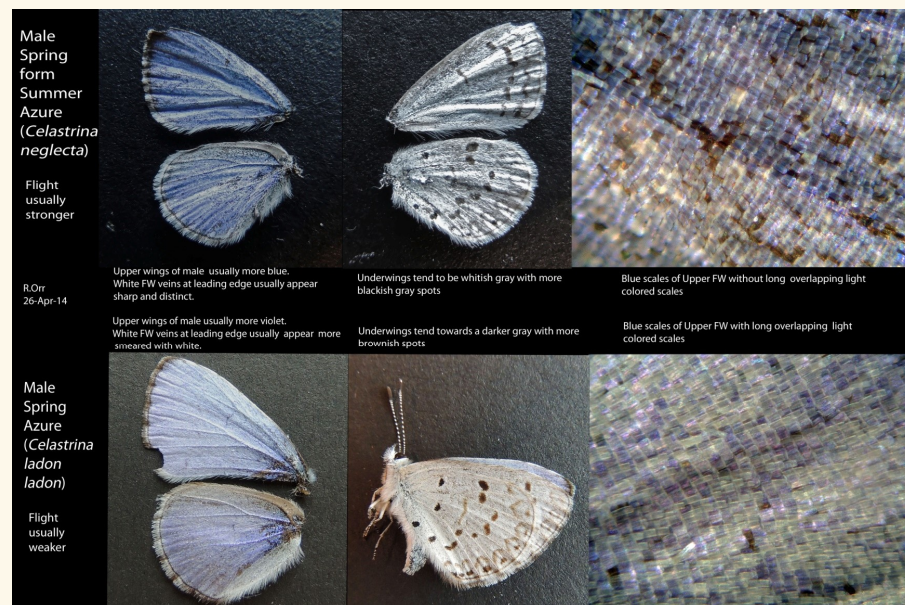 Male
Spring
form
Summer
Azure
(Celastrina
neglecta)
Flight
usually
stronger
R.Orr
26-Apr-14
Upper wings of male usually more blue.
White FW veins at leading edge usually appear
sharp and distinct.
Underwings tend to be whitish gray with more
blackish gray spots
Blue scales of Upper FW without long overlapping light
colored scales
Upper wings of male usually more violet.
White FW veins at leading edge usually appear more
smeared with white.
Underwings tend towards a darker gray with more
brownish spots
Blue scales of Upper FW with long overlapping light
colored scales
Male
Spring
Azure
(Celastrina
ladon
ladon)
Flight
usually
weaker